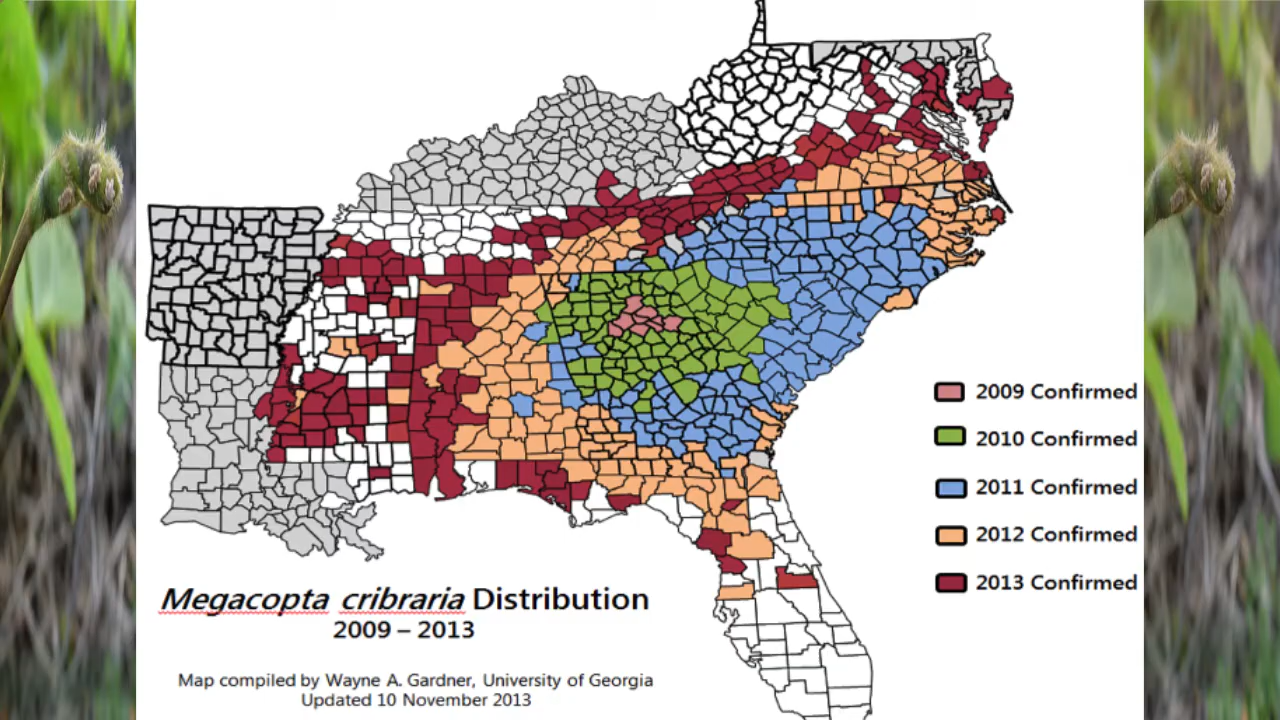 2009 Confirmed
2010 Confirmed
2011 Confirmed
2012 Confirmed
2013 Confirmed
Megacopta cribraria Distribution
2009 – 2013
Map compiled by Wayne A. Gardner, University of Georgia
Updated 10 November 2013